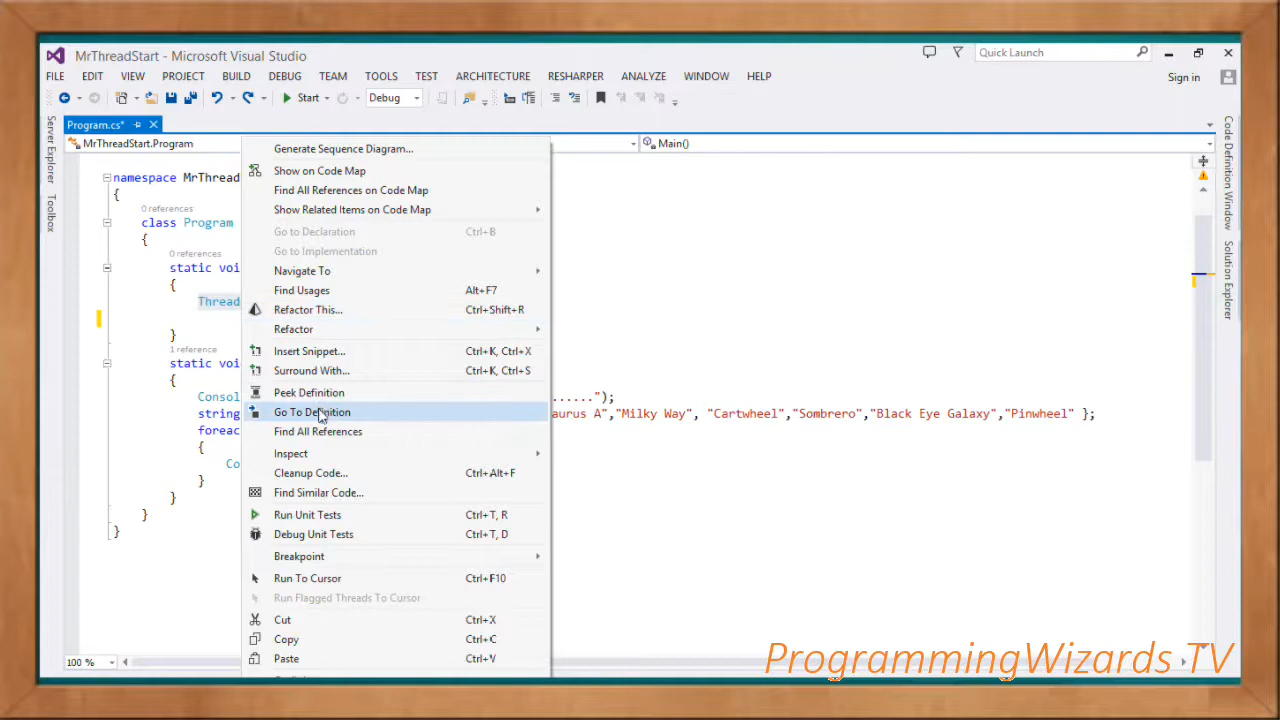 MrThreadStart - Microsoft Visual Studio
Quick Launch
FILE EDIT VIEW PROJECT BUILD DEBUG TEAM TOOLS TEST ARCHITECTURE RESHARPER ANALYZE WINDOW HELP
Sign in
Start Debug
Server Explorer
Toolbox
Program.cs*
MrThreadStart.Program
Main()
namespace MrThread
{
0 references
class Program
{
0 references
static voi
{
Thread
}
1 reference
static voi
{
Consol ......");
string aurus A","Milky Way", "Cartwheel","Sombrero","Black Eye Galaxy","Pinwheel" };
foreac
{
Co
}
}
}
}
Generate Sequence Diagram...
Show on Code Map
Find All References on Code Map
Show Related Items on Code Map
Go to Declaration Ctrl+B
Go to Implementation
Navigate To
Find Usages Alt+F7
Refactor This... Ctrl+Shift+R
Refactor
Insert Snippet... Ctrl+K, Ctrl+X
Surround With... Ctrl+K, Ctrl+S
Peek Definition
Go To Definition
Find All References
Inspect
Cleanup Code... Ctrl+Alt+F
Find Similar Code...
Run Unit Tests Ctrl+T, R
Debug Unit Tests Ctrl+T, D
Breakpoint
Run To Cursor Ctrl+F10
Run Flagged Threads To Cursor
Cut Ctrl+X
Copy Ctrl+C
Paste Ctrl+V
Code Definition Window
Solution Explorer
100 %
ProgrammingWizards TV